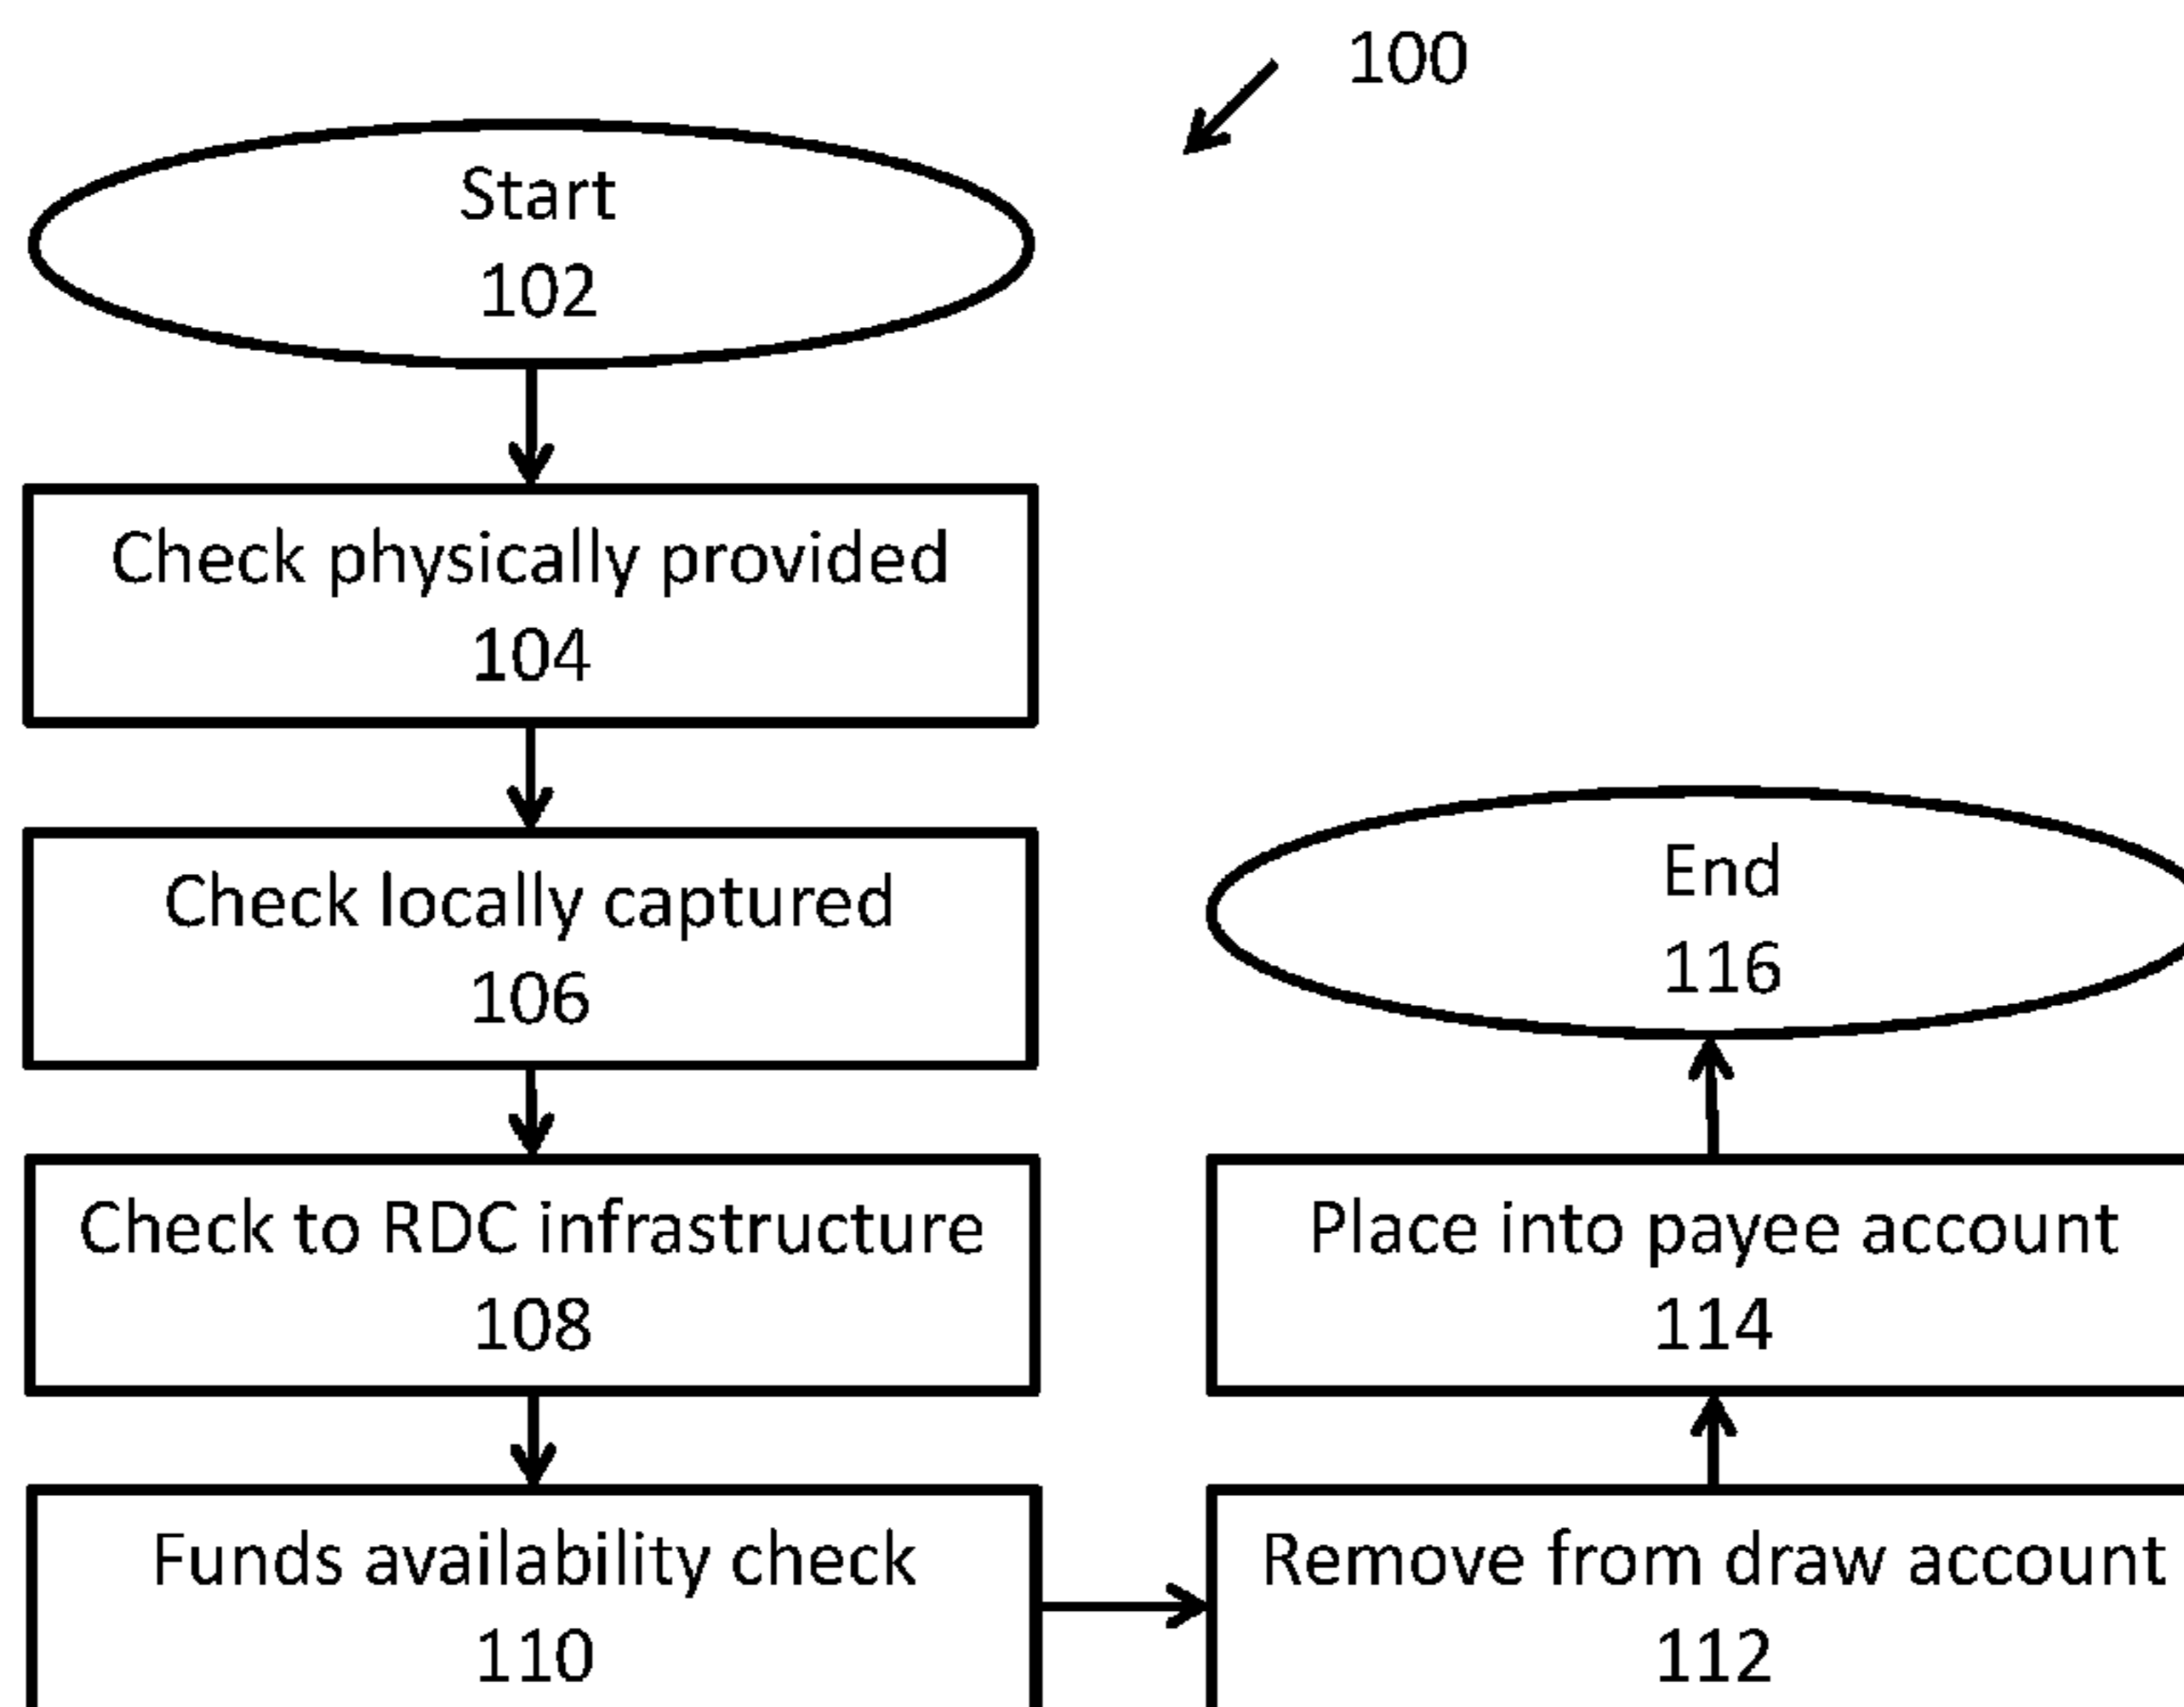 100
Start
102
Check physically provided
104
Check locally captured
106
Check to RDC infrastructure
108
Funds availability check
110
Remove from draw account
112
Place into payee account
114
End
116